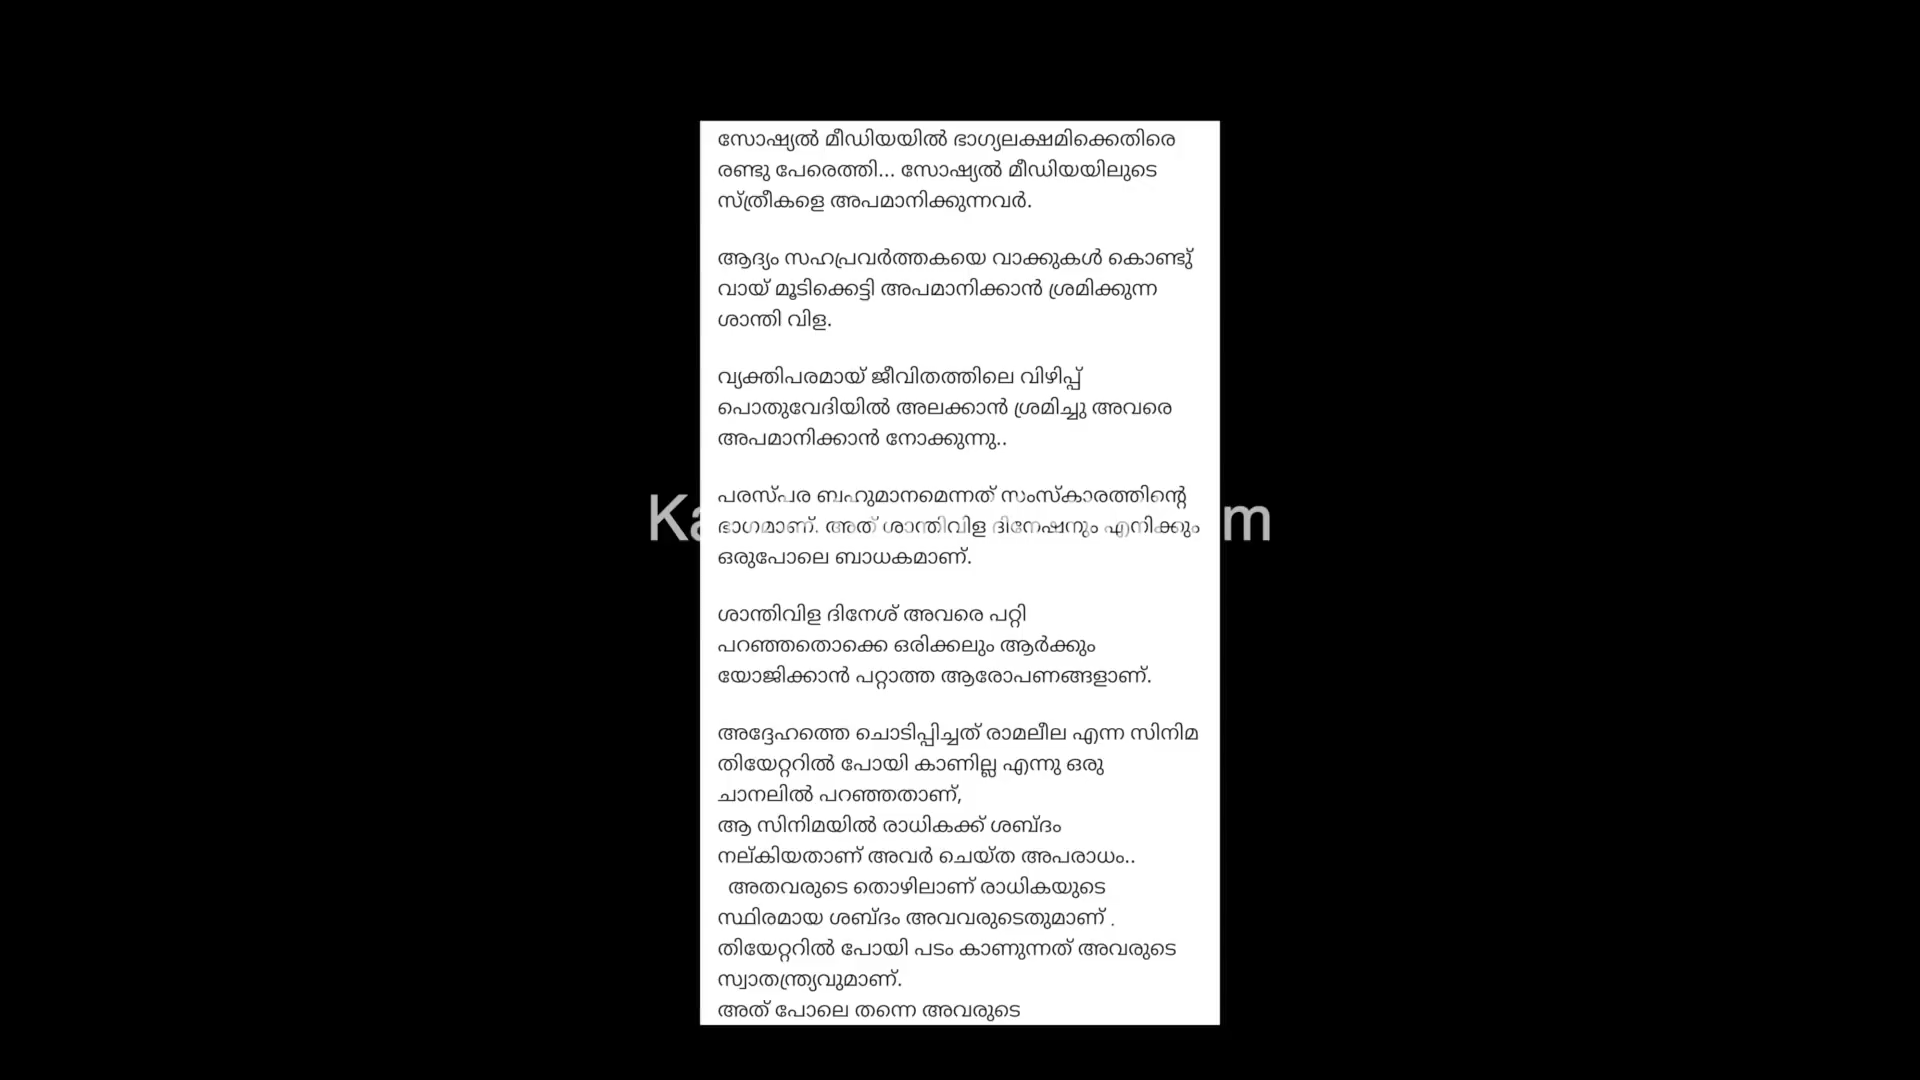 സോഷ്യൽ മീഡിയയിൽ ഭാഗ്യലക്ഷമിക്കെതിരെ
രണ്ടു പേരെത്തി... സോഷ്യൽ മീഡിയയിലുടെ
സ്ത്രീകളെ അപമാനിക്കുന്നവർ.
ആദ്യം സഹപ്രവർത്തകയെ വാക്കുകൾ കൊണ്ടു്
വായ് മൂടിക്കെട്ടി അപമാനിക്കാൻ ശ്രമിക്കുന്ന
ശാന്തി വിള.
വ്യക്തിപരമായ് ജീവിതത്തിലെ വിഴിപ്പ്
പൊതുവേദിയിൽ അലക്കാൻ ശ്രമിച്ചു അവരെ
അപമാനിക്കാൻ നോക്കുന്നു..
പരസ്പര ബഹുമാനമെന്നത് സംസ്കാരത്തിന്റെ
ഭാഗമാണ്. അത് ശാന്തിവിള ദിനേഷനും എനിക്കും
ഒരുപോലെ ബാധകമാണ്.
ശാന്തിവിള ദിനേശ് അവരെ പറ്റി
പറഞ്ഞതൊക്കെ ഒരിക്കലും ആർക്കും
യോജിക്കാൻ പറ്റാത്ത ആരോപണങ്ങളാണ്.
അദ്ദേഹത്തെ ചൊടിപ്പിച്ചത് രാമലീല എന്ന സിനിമ
തിയേറ്ററിൽ പോയി കാണില്ല എന്നു ഒരു
ചാനലിൽ പറഞ്ഞതാണ്,
ആ സിനിമയിൽ രാധികക്ക് ശബ്ദം
നല്കിയതാണ് അവർ ചെയ്ത അപരാധം..
അതവരുടെ തൊഴിലാണ് രാധികയുടെ
സ്ഥിരമായ ശബ്ദം അവവരുടെതുമാണ് .
തിയേറ്ററിൽ പോയി പടം കാണുന്നത് അവരുടെ
സ്വാതന്ത്ര്യവുമാണ്.
അത് പോലെ തന്നെ അവരുടെ